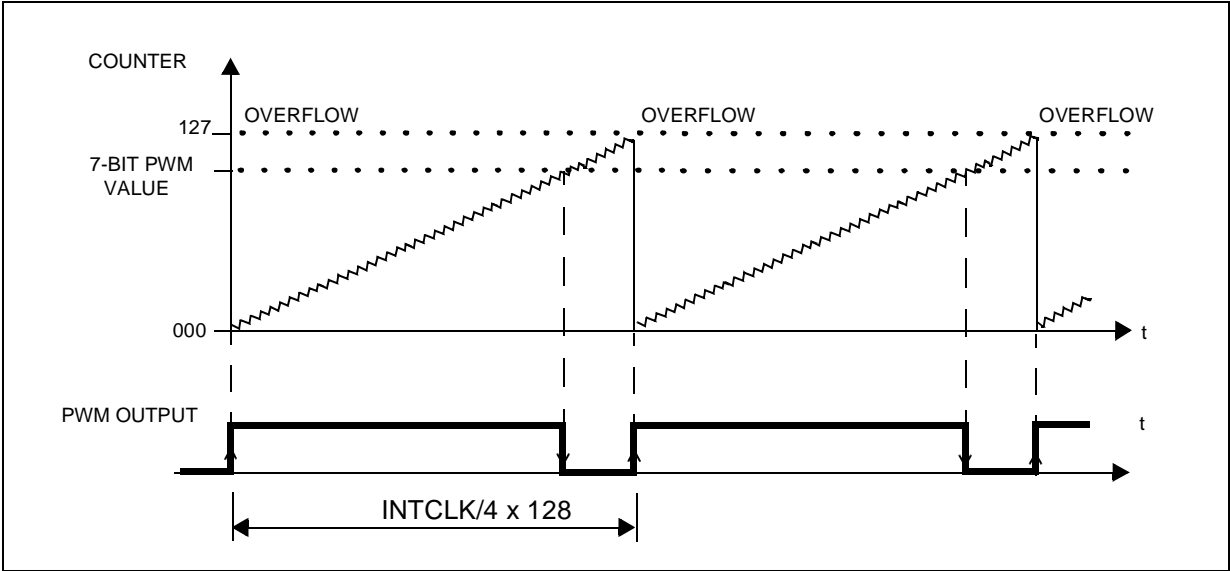 COUNTER
OVERFLOW OVERFLOW OVERFLOW
127
7-BIT PWM
VALUE
000
t
PWM OUTPUT
t
INTCLK/4 x 128